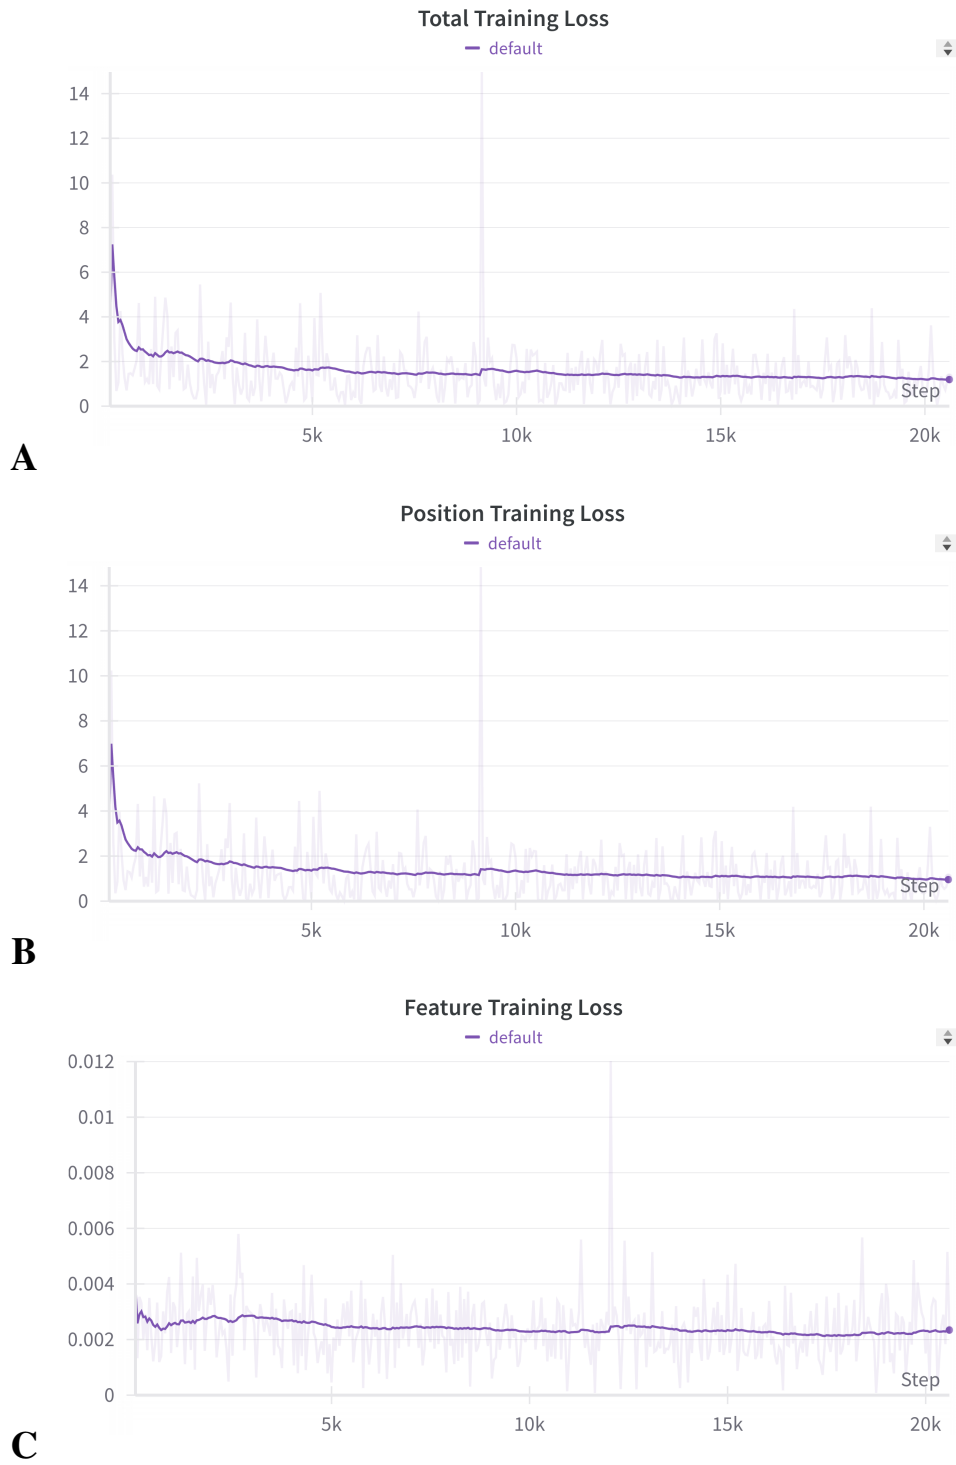 Total Training Loss
default
14
12
10
8
6
4
2
0
Step
5k 10k 15k 20k
A
Position Training Loss
default
14
12
10
8
6
4
2
0
Step
5k 10k 15k 20k
B
Feature Training Loss
default
0.012
0.01
0.008
0.006
0.004
0.002
0
Step
5k 10k 15k 20k
C